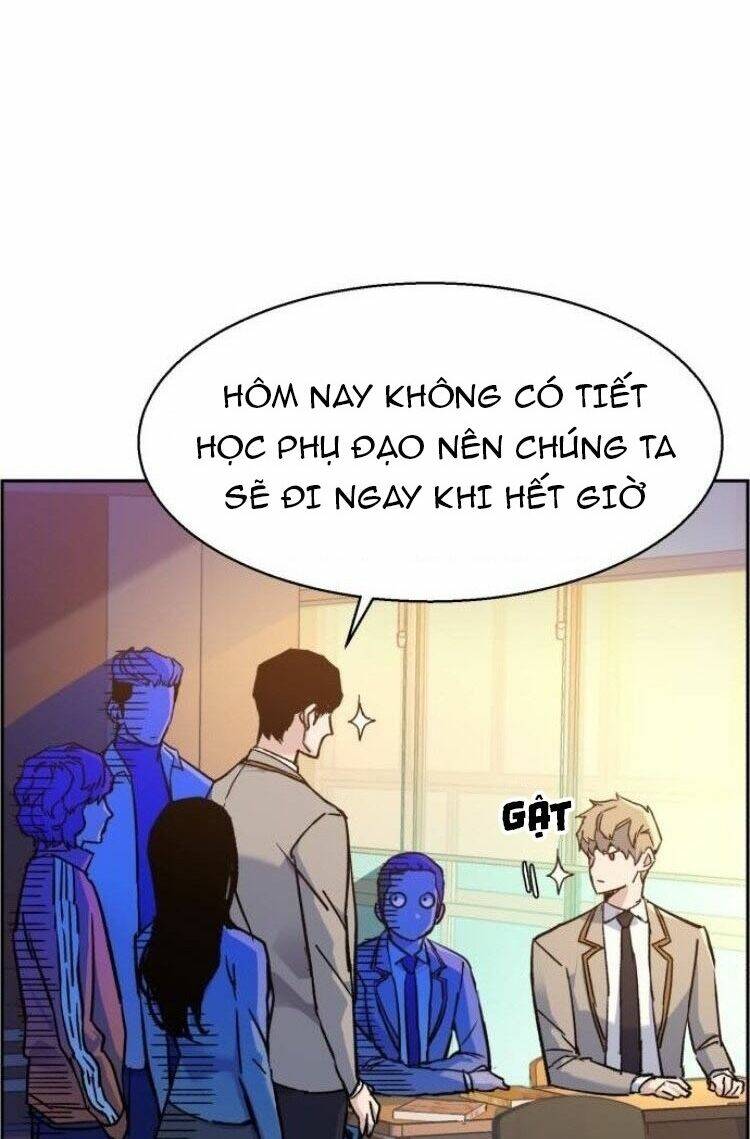 HÔM NAY KHÔNG CÓ TIẾT
HỌC PHỤ ĐẠO NÊN CHÚNG TA
SẼ ĐI NGAY KHI HẾT GIỜ
GẬT